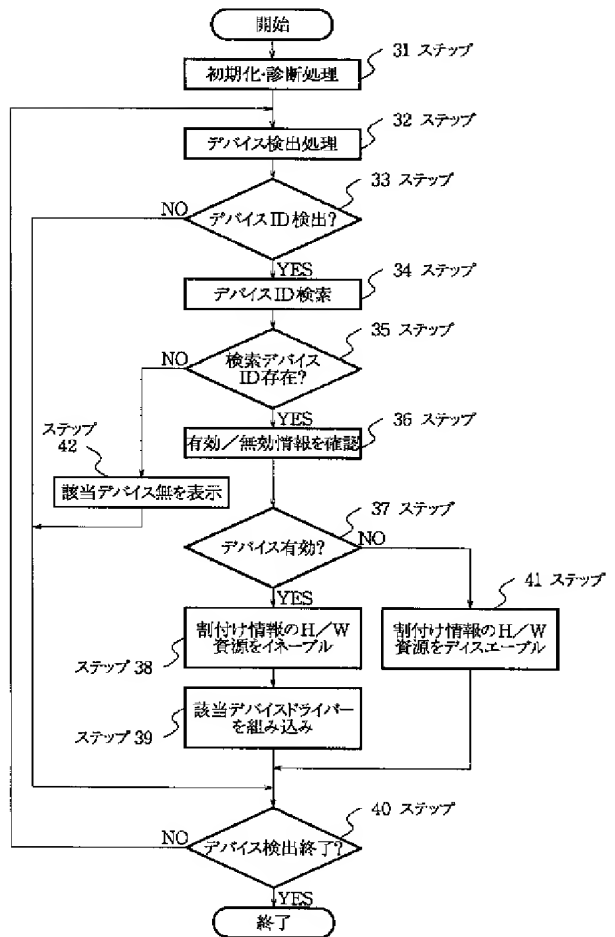 開始
31 ステップ
初期化・診断処理
32 ステップ
デバイス検出処理
33 ステップ
NO
デバイスID検出?
YES
34 ステップ
デバイスID検索
35 ステップ
NO
検索デバイス
ID存在?
YES
36 ステップ
有効／無効情報を確認
ステップ
42
該当デバイス無を表示
37 ステップ
デバイス有効?
NO
YES
41 ステップ
割付け情報のH／W
資源をイネーブル
ステップ 38
割付け情報のH／W
資源をディスエーブル
該当デバイスドライバー
を組み込み
ステップ 39
40 ステップ
NO
デバイス検出終了?
YES
終了